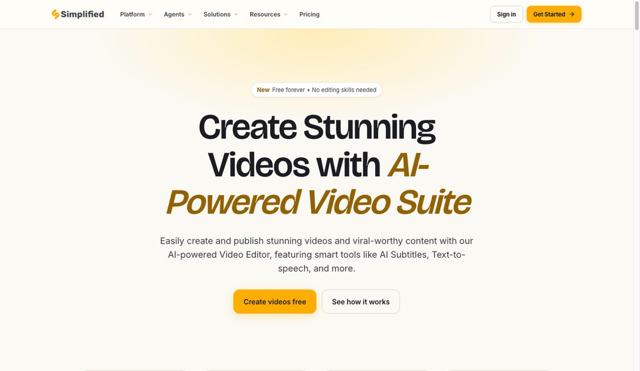 Simplified
Platform
Agents
Solutions
Resources
Pricing
Sign in
Get Started →
New Free forever • No editing skills needed
Create Stunning
Videos with AI-
Powered Video Suite
Easily create and publish stunning videos and viral-worthy content with our
AI-powered Video Editor, featuring smart tools like AI Subtitles, Text-to-
speech, and more.
Create videos free
See how it works